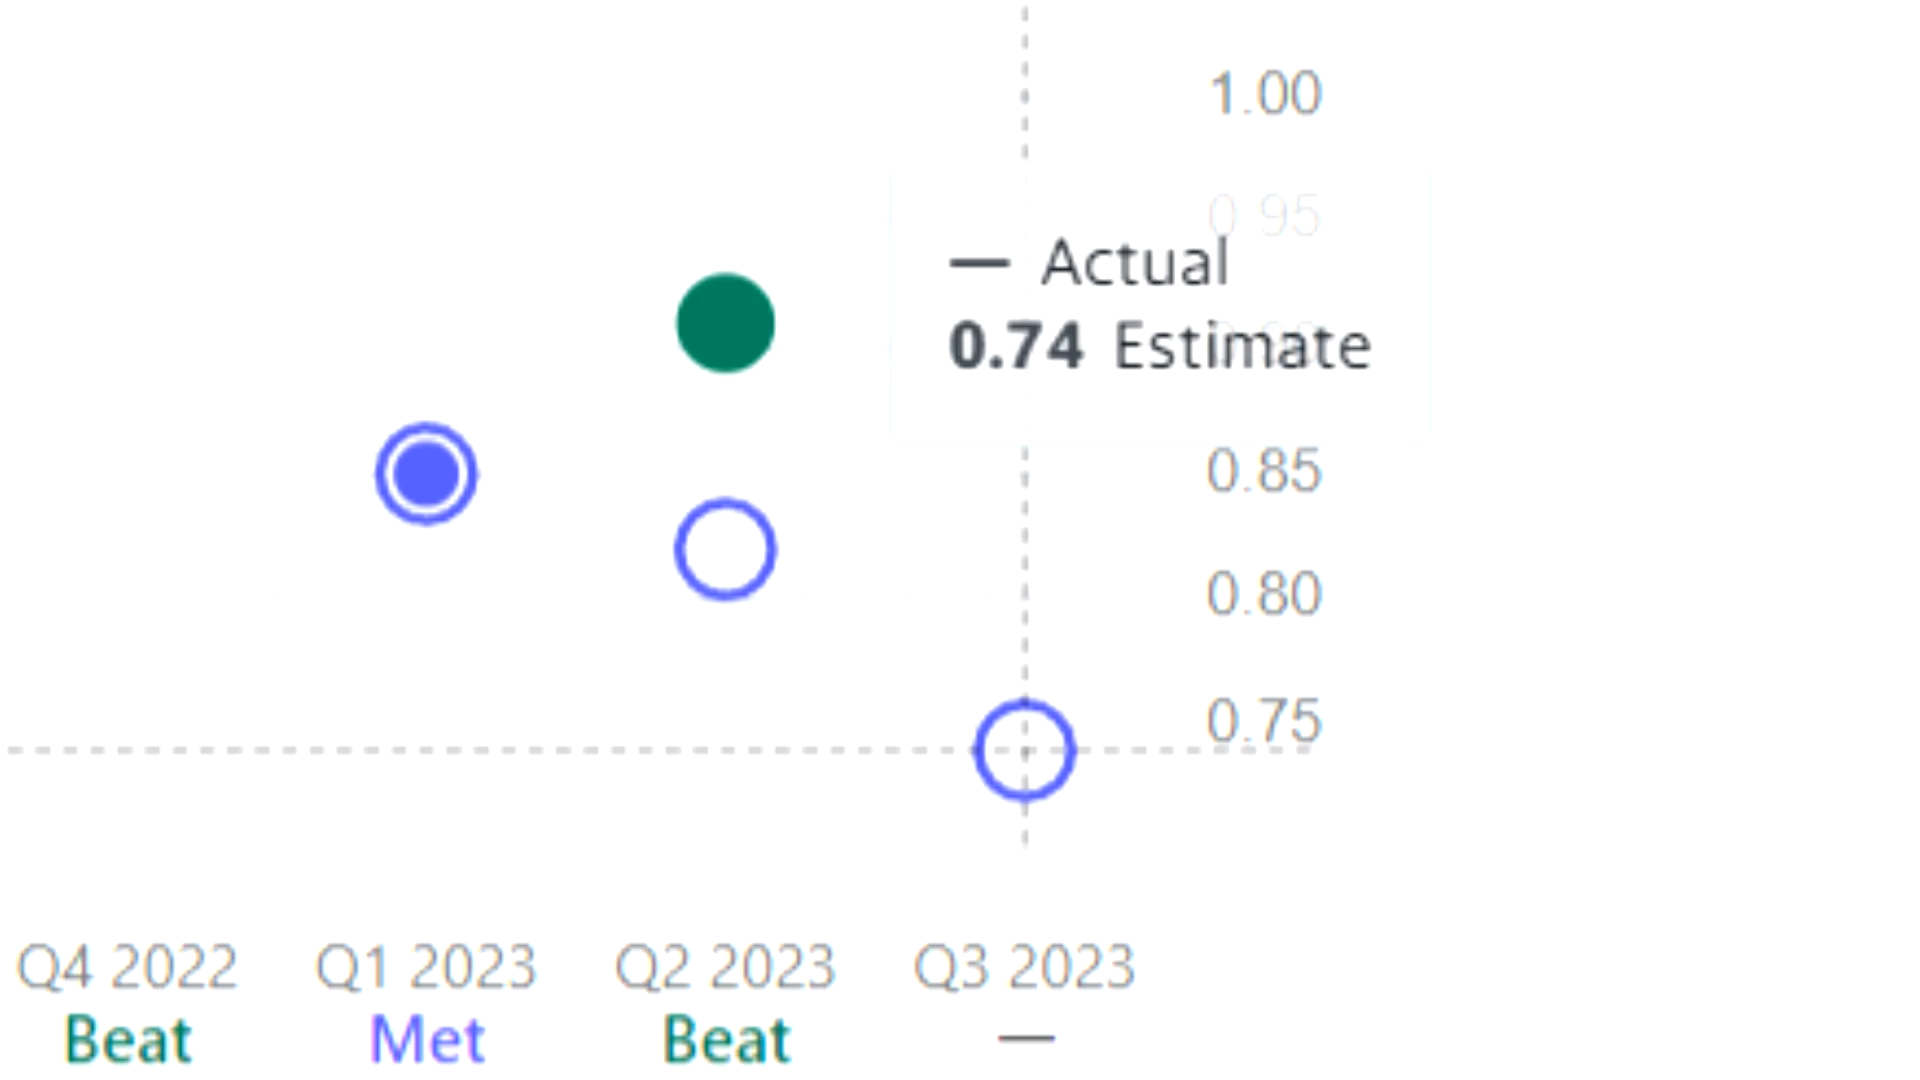 1.00
0.95
— Actual
0.74 Estimate
0.85
0.80
0.75
Q4 2022 Q1 2023 Q2 2023 Q3 2023
Beat Met Beat —